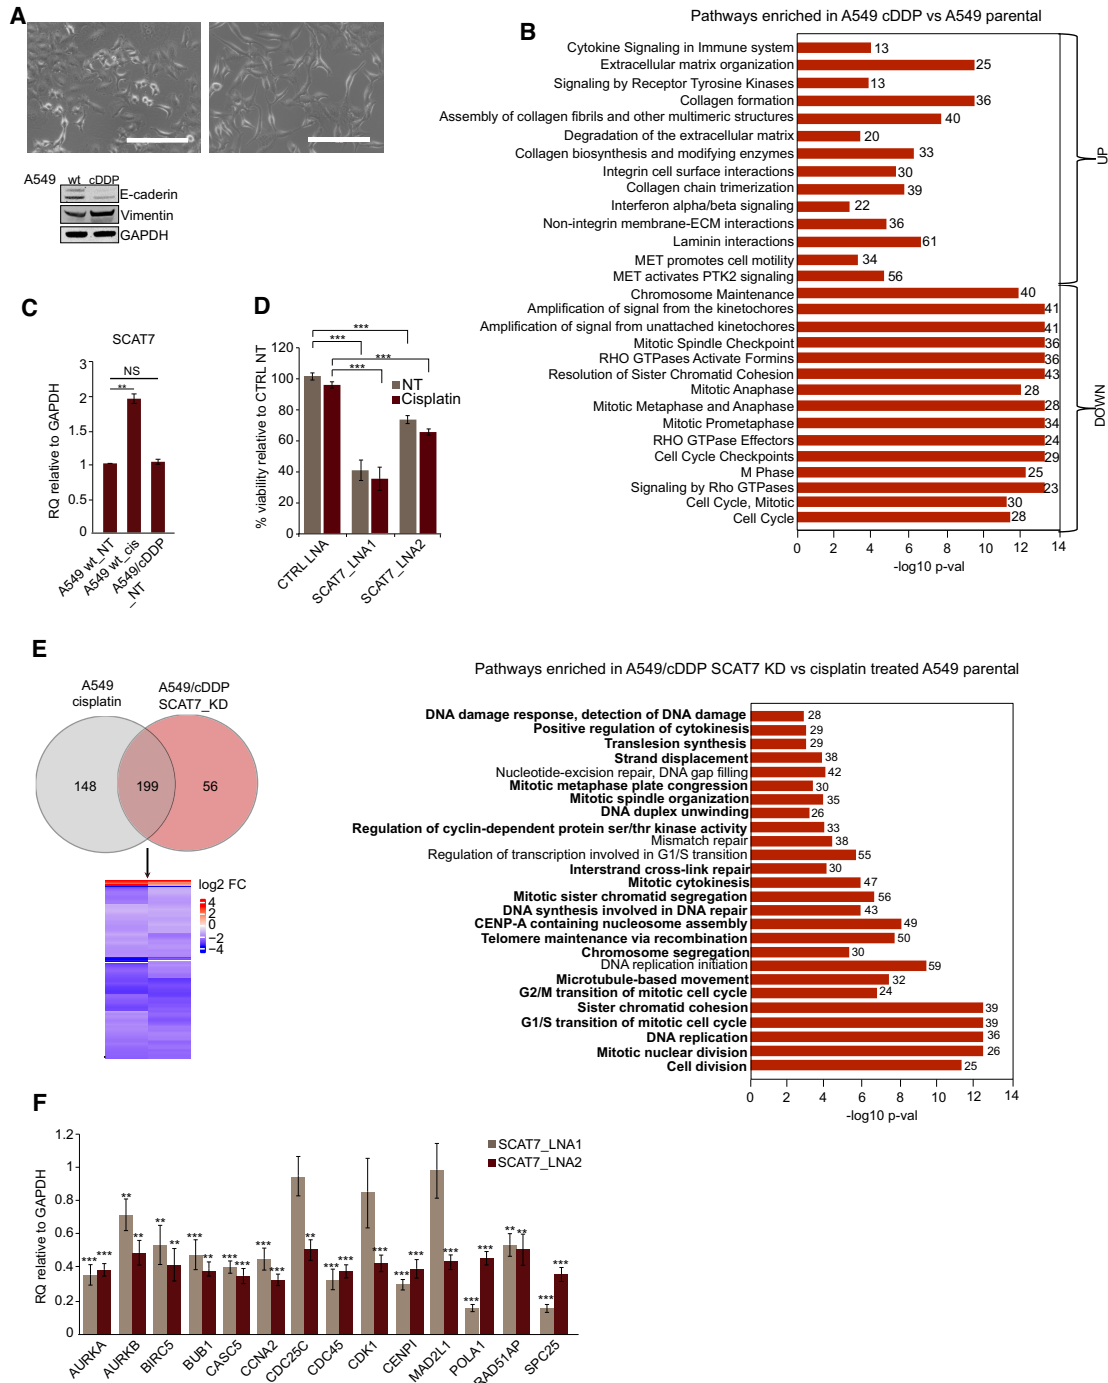 A
A549 wt cDDP
E-caderin
Vimentin
GAPDH
B
Pathways enriched in A549 cDDP vs A549 parental
Cytokine Signaling in Immune system 13
Extracellular matrix organization 25
Signaling by Receptor Tyrosine Kinases 13
Collagen formation 36
Assembly of collagen fibrils and other multimeric structures 40
Degradation of the extracellular matrix 20
Collagen biosynthesis and modifying enzymes 33
Integrin cell surface interactions 30
Collagen chain trimerization 39
Interferon alpha/beta signaling 22
Non-integrin membrane-ECM interactions 36
Laminin interactions 61
MET promotes cell motility 34
MET activates PTK2 signaling 56
Chromosome Maintenance 40
Amplification of signal from the kinetochores 41
Amplification of signal from unattached kinetochores 41
Mitotic Spindle Checkpoint 36
RHO GTPases Activate Formins 36
Resolution of Sister Chromatid Cohesion 43
Mitotic Anaphase 28
Mitotic Metaphase and Anaphase 28
Mitotic Prometaphase 34
RHO GTPase Effectors 24
Cell Cycle Checkpoints 29
M Phase 25
Signaling by Rho GTPases 23
Cell Cycle, Mitotic 30
Cell Cycle 28
0 2 4 6 8 10 12 14
-log10 p-val
UP
DOWN
C
SCAT7
RQ relative to GAPDH
3
2.5
2
1.5
1
0.5
0
NS
**
A549 wt_NT
A549 wt_cis
A549/cDDP
_NT
D
% viability relative to CTRL NT
120
100
80
60
40
20
0
***
***
***
***
NT
Cisplatin
CTRL LNA
SCAT7_LNA1
SCAT7_LNA2
E
A549
cisplatin
A549/cDDP
SCAT7_KD
148 199 56
log2 FC
4
2
0
−2
−4
Pathways enriched in A549/cDDP SCAT7 KD vs cisplatin treated A549 parental
DNA damage response, detection of DNA damage 28
Positive regulation of cytokinesis 29
Translesion synthesis 29
Strand displacement 38
Nucleotide-excision repair, DNA gap filling 42
Mitotic metaphase plate congression 30
Mitotic spindle organization 35
DNA duplex unwinding 26
Regulation of cyclin-dependent protein ser/thr kinase activity 33
Mismatch repair 38
Regulation of transcription involved in G1/S transition 55
Interstrand cross-link repair 30
Mitotic cytokinesis 47
Mitotic sister chromatid segregation 56
DNA synthesis involved in DNA repair 43
CENP-A containing nucleosome assembly 49
Telomere maintenance via recombination 50
Chromosome segregation 30
DNA replication initiation 59
Microtubule-based movement 32
G2/M transition of mitotic cell cycle 24
Sister chromatid cohesion 39
G1/S transition of mitotic cell cycle 39
DNA replication 36
Mitotic nuclear division 26
Cell division 25
0 2 4 6 8 10 12 14
-log10 p-val
F
RQ relative to GAPDH
1.2
1
0.8
0.6
0.4
0.2
0
SCAT7_LNA1
SCAT7_LNA2
*** *** ** ** ** ** *** ** *** *** *** *** ** *** *** *** *** *** *** *** *** ** ** *** ***
AURKA
AURKB
BIRC5
BUB1
CASC5
CCNA2
CDC25C
CDC45
CDK1
CENPI
MAD2L1
POLA1
RAD51AP
SPC25